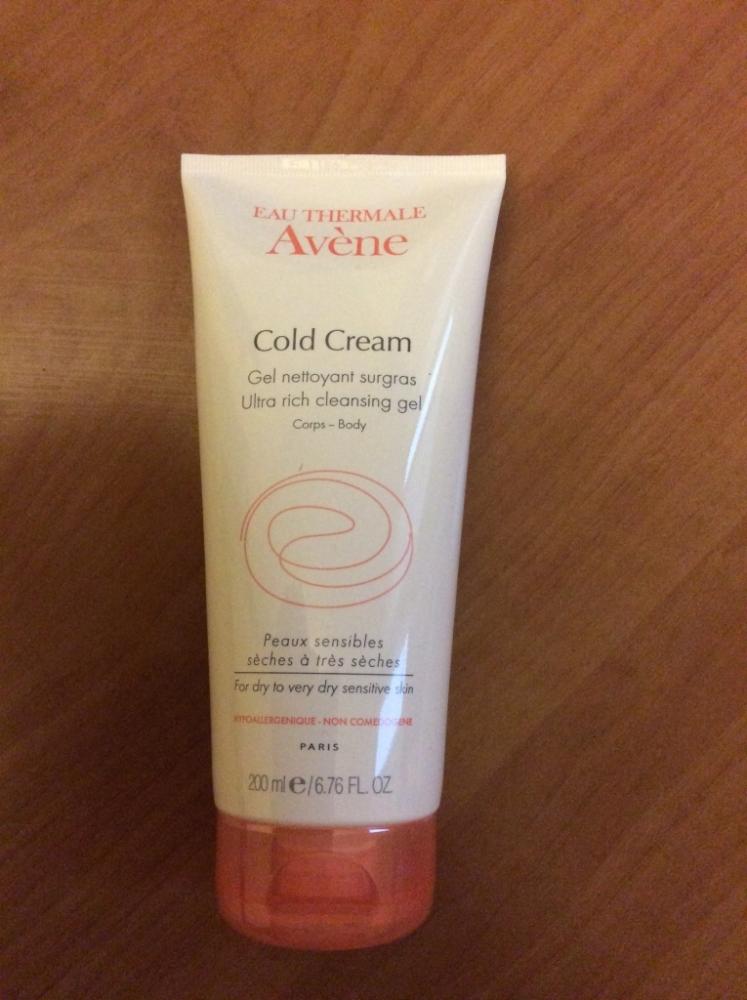 EAU THERMALE
Avène
Cold Cream
Gel nettoyant surgras
Ultra rich cleansing gel
Corps – Body
Peaux sensibles
sèches à très sèches
For dry to very dry sensitive skin
HYPOALLERGENIQUE - NON COMEDOGENE
PARIS
200 ml e/6.76 FL. OZ